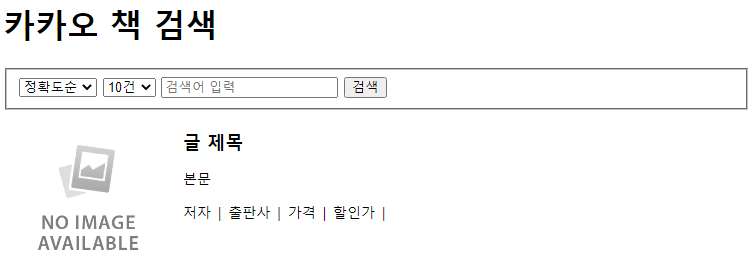 카카오 책 검색
정확도순 10건 검색어 입력 검색
글 제목
본문
저자 | 출판사 | 가격 | 할인가 |
NO IMAGE
AVAILABLE